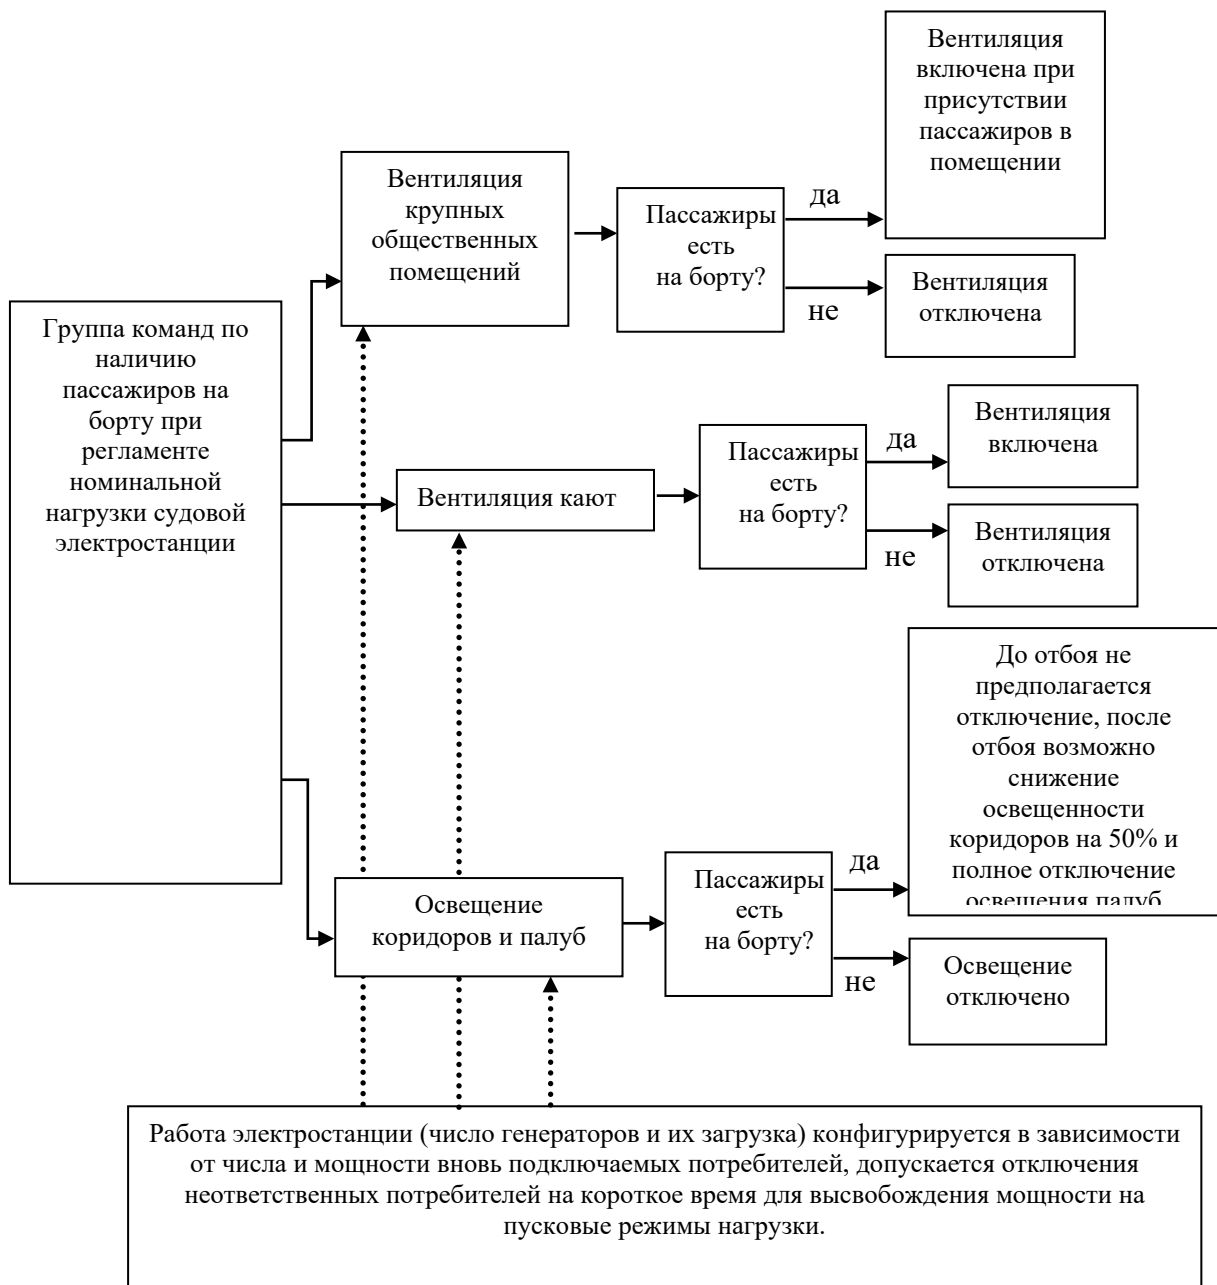 Вентиляция
включена при
присутствии
пассажиров в
помещении
Вентиляция
крупных
общественных
помещений
Пассажиры
есть
на борту?
да
не
Вентиляция
отключена
Группа команд по
наличию
пассажиров на
борту при
регламенте
номинальной
нагрузки судовой
электростанции
Вентиляция кают
Пассажиры
есть
на борту?
да
не
Вентиляция
включена
Вентиляция
отключена
До отбоя не
предполагается
отключение, после
отбоя возможно
снижение
освещенности
коридоров на 50% и
полное отключение
освещения палуб
Освещение
коридоров и палуб
Пассажиры
есть
на борту?
да
не
Освещение
отключено
Работа электростанции (число генераторов и их загрузка) конфигурируется в зависимости
от числа и мощности вновь подключаемых потребителей, допускается отключения
неответственных потребителей на короткое время для высвобождения мощности на
пусковые режимы нагрузки.